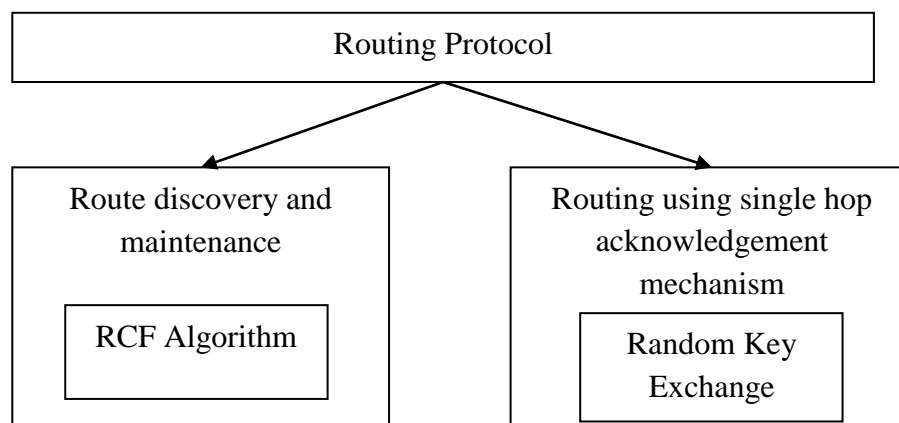 Routing Protocol
Route discovery and
maintenance
RCF Algorithm
Routing using single hop
acknowledgement
mechanism
Random Key
Exchange